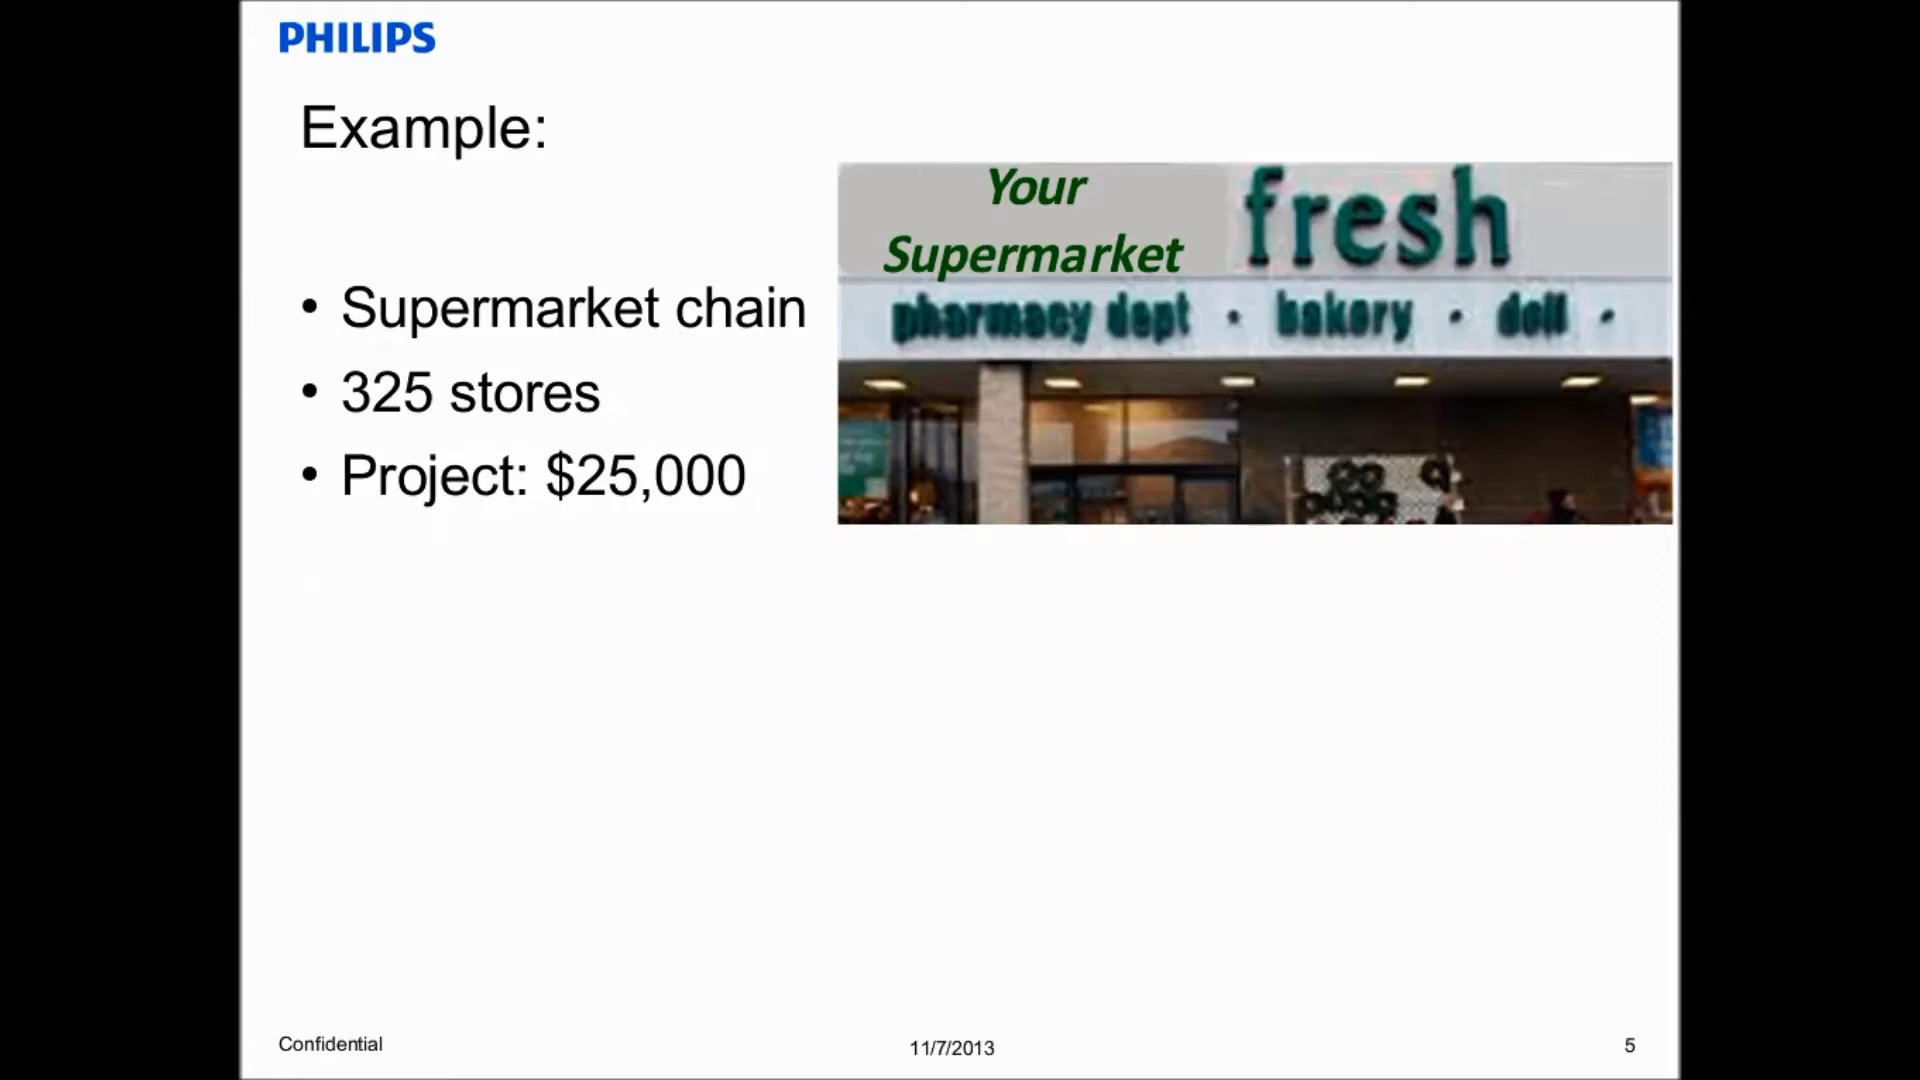 PHILIPS
Example:
• Supermarket chain
• 325 stores
• Project: $25,000
Your
Supermarket
fresh
pharmacy dept • bakery • deli •
Confidential
11/7/2013
5